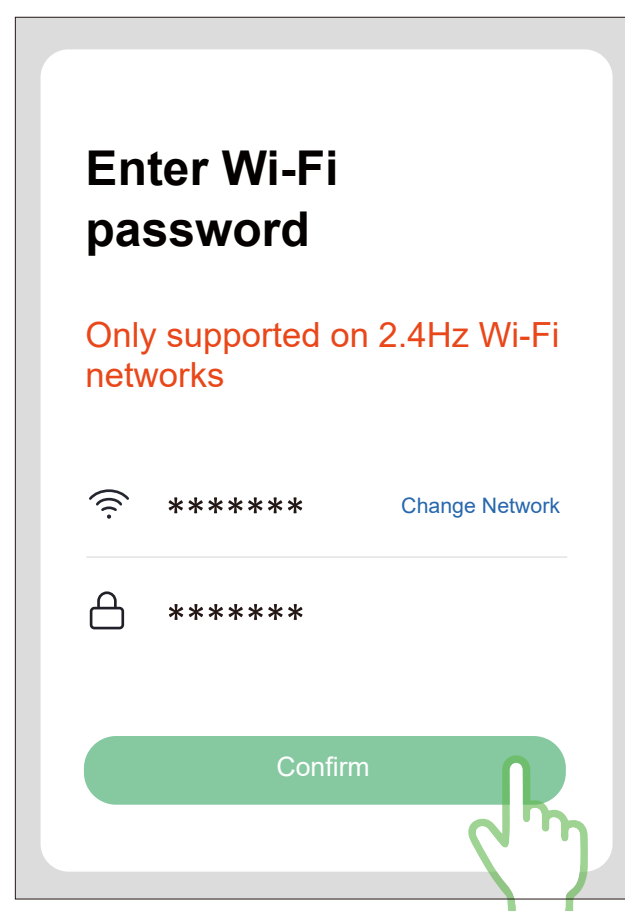 Enter Wi-Fi
password
Only supported on 2.4Hz Wi-Fi
networks
******* Change Network
*******
Confirm